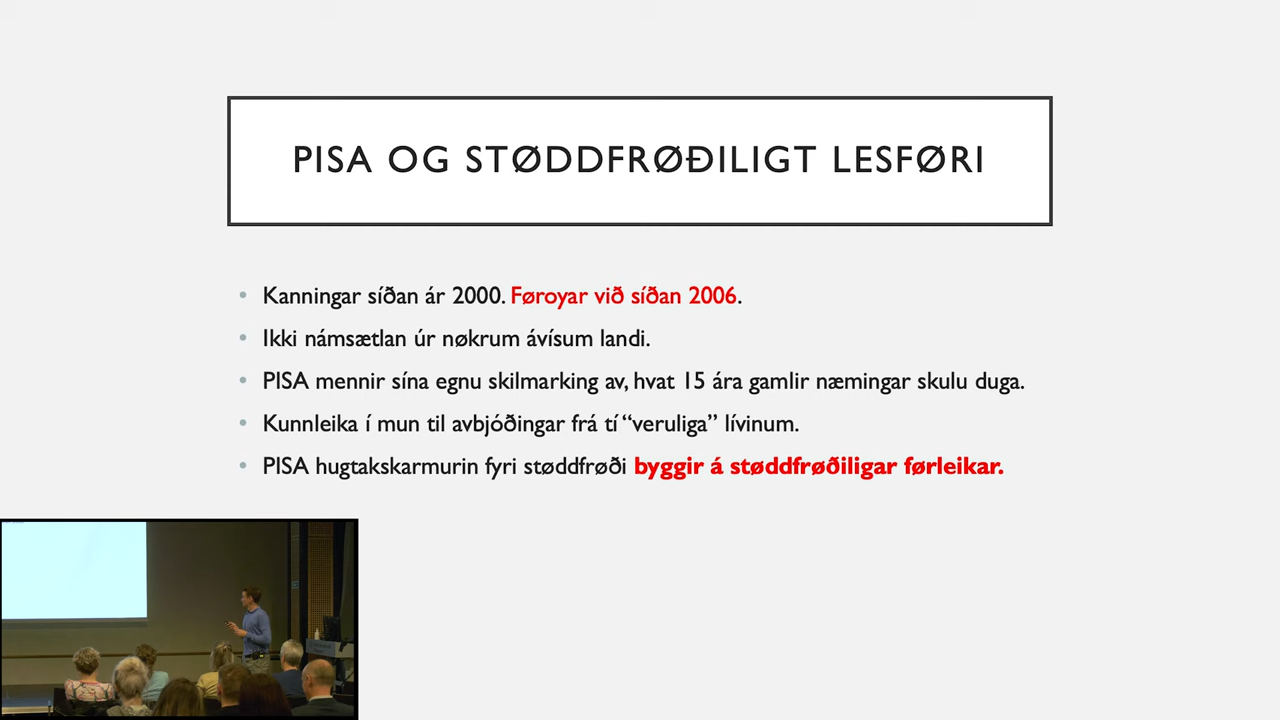 PISA OG STØDDFRØÐILIGT LESFØRI
• Kanningar síðan ár 2000. Føroyar við síðan 2006.
• Ikki námsætlan úr nøkrum ávísum landi.
• PISA mennir sína egnu skilmarking av, hvat 15 ára gamlir næmingar skulu duga.
• Kunnleika í mun til avbjóðingar frá tí “veruliga” lívinum.
• PISA hugtakskarmurin fyri støddfrøði byggir á støddfrøðiligar førleikar.